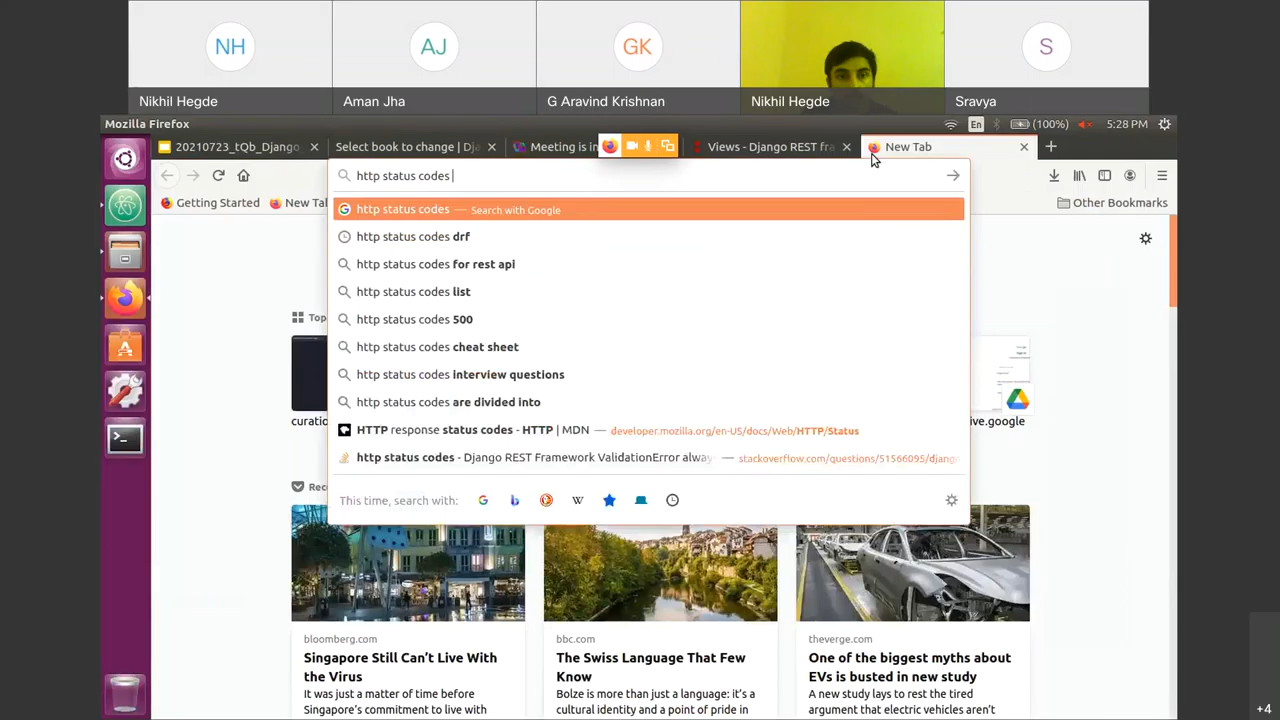 NH
AJ
GK
S
Nikhil Hegde
Aman Jha
G Aravind Krishnan
Nikhil Hegde
Sravya
Mozilla Firefox
En
(100%)
5:28 PM
20210723_tQb_Django
Select book to change | Dj
Meeting is in
Views - Django REST fra
New Tab
http status codes
Getting Started
New Tab
Other Bookmarks
http status codes — Search with Google
http status codes drf
http status codes for rest api
http status codes list
http status codes 500
http status codes cheat sheet
http status codes interview questions
http status codes are divided into
HTTP response status codes - HTTP | MDN — developer.mozilla.org/en-US/docs/Web/HTTP/Status
http status codes - Django REST Framework ValidationError alway — stackoverflow.com/questions/51566095/djang
This time, search with:
Top
curatio
ive.google
Rec
bloomberg.com
Singapore Still Can't Live With
the Virus
It was just a matter of time before
Singapore's commitment to living with
bbc.com
The Swiss Language That Few
Know
Bolze is more than just a language: it's a
cultural identity and a point of pride in
theverge.com
One of the biggest myths about
EVs is busted in new study
A new study lays to rest the tired
argument that electric vehicles aren't
+4